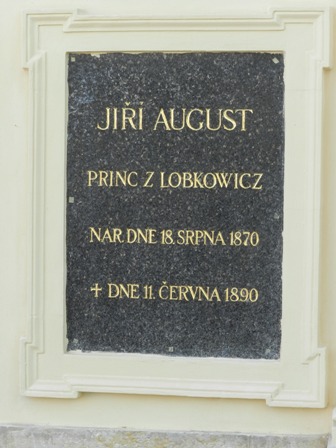 JIŘÍ AUGUST
PRINC Z LOBKOWICZ
NAR. DNE 18. SRPNA 1870
✝ DNE 11. ČERVNA 1890